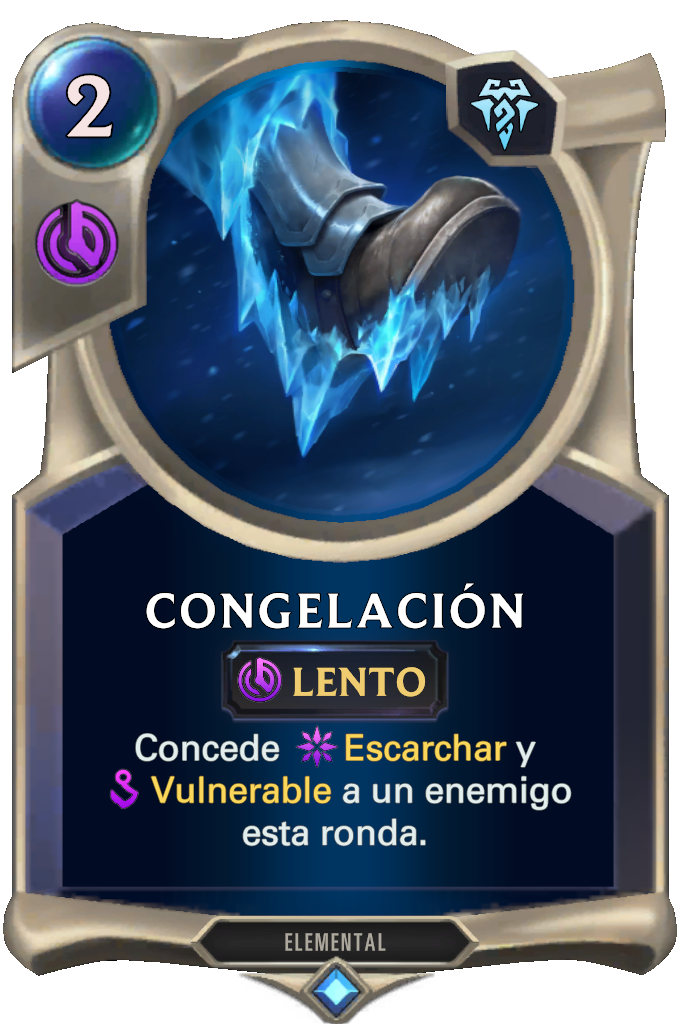 2
CONGELACIÓN
LENTO
Concede Escarchar y
Vulnerable a un enemigo
esta ronda.
ELEMENTAL